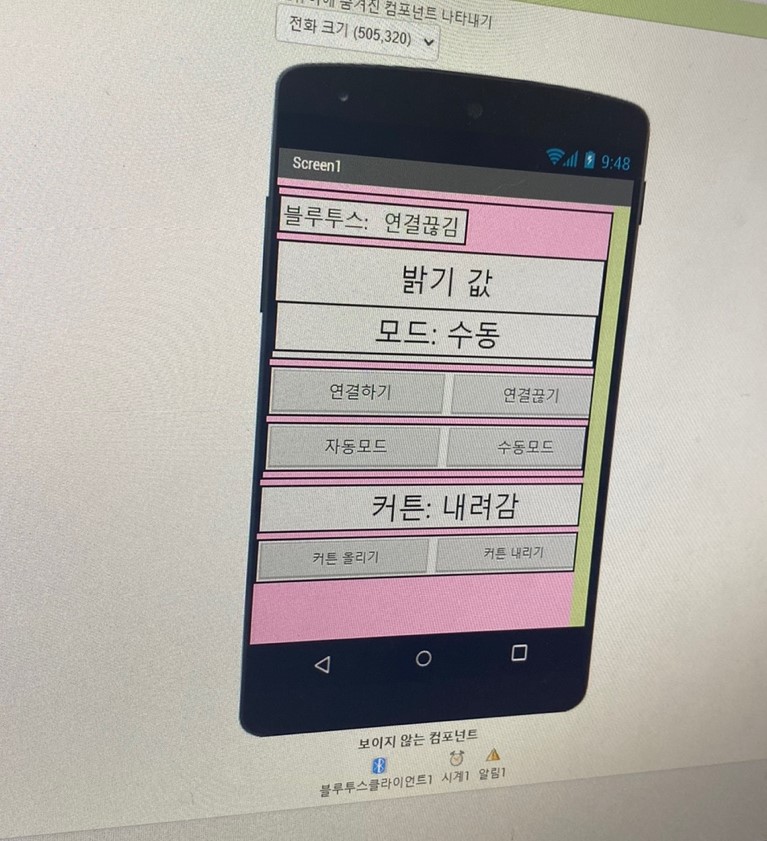 숨겨진 컴포넌트 나타내기
전화 크기 (505,320)
9:48
Screen1
블루투스: 연결끊김
밝기 값
모드: 수동
연결하기 연결끊기
자동모드 수동모드
커튼: 내려감
커튼 올리기 커튼 내리기
보이지 않는 컴포넌트
블루투스클라이언트1 시계1 알림1